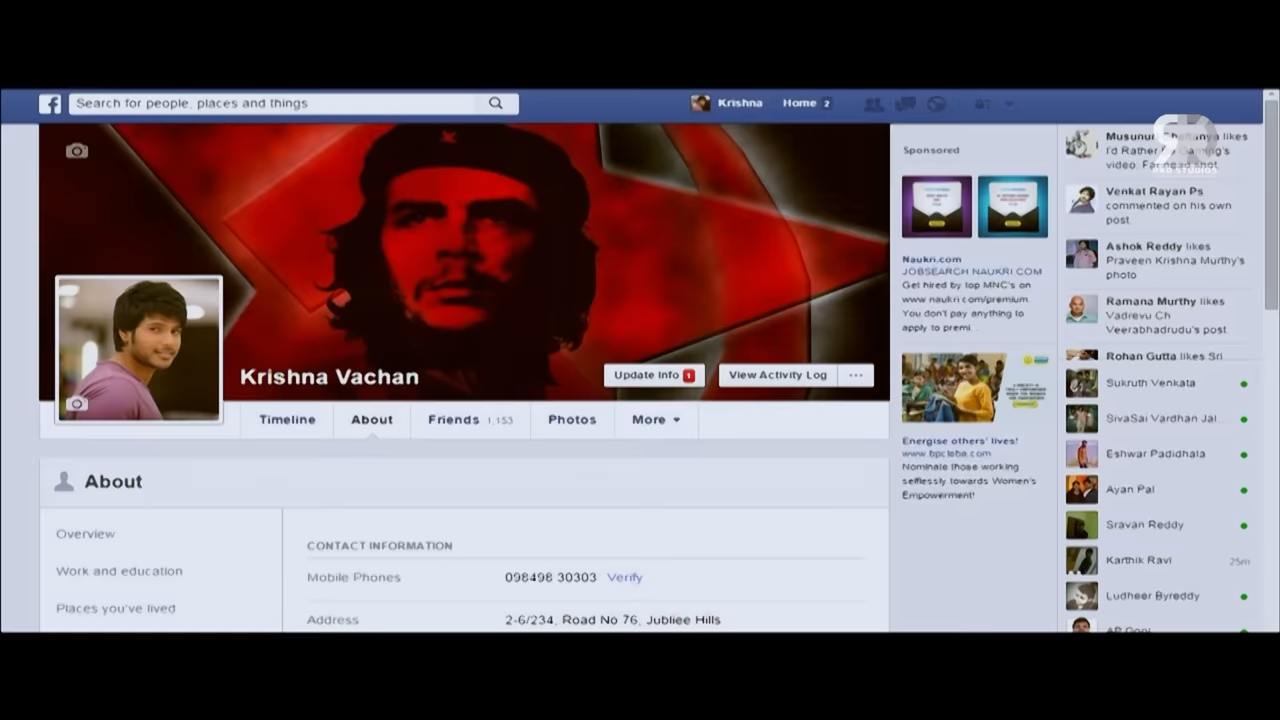 f
Search for people, places and things
Krishna
Home 2
Krishna Vachan
Update Info 1
View Activity Log
...
Timeline
About
Friends 1,153
Photos
More
About
Overview
Work and education
Places you've lived
CONTACT INFORMATION
Mobile Phones
098498 30303 Verify
Address
2-6/234, Road No 76, Jubliee Hills
Sponsored
Naukri.com
JOBSEARCH NAUKRI COM
Get hired by top MNC's on
www naukri com/premium
You don't pay anything to
apply to premi...
Energise others' lives!
www.bpcleba.com
Nominate those working
selflessly towards Women's
Empowerment!
likes
I'd Rather
video:
shot.
RKD STUDIOS
Venkat Rayan Ps
commented on his own
post.
Ashok Reddy likes
Praveen Krishna Murthy's
photo
Ramana Murthy likes
Vadrevu Ch
Veerabhadrudu's post.
Rohan Gutta likes Sri
Sukruth Venkata
SivaSai Vardhan Jal...
Eshwar Padidhala
Ayan Pal
Sravan Reddy
Karthik Ravi 25m
Ludheer Byreddy